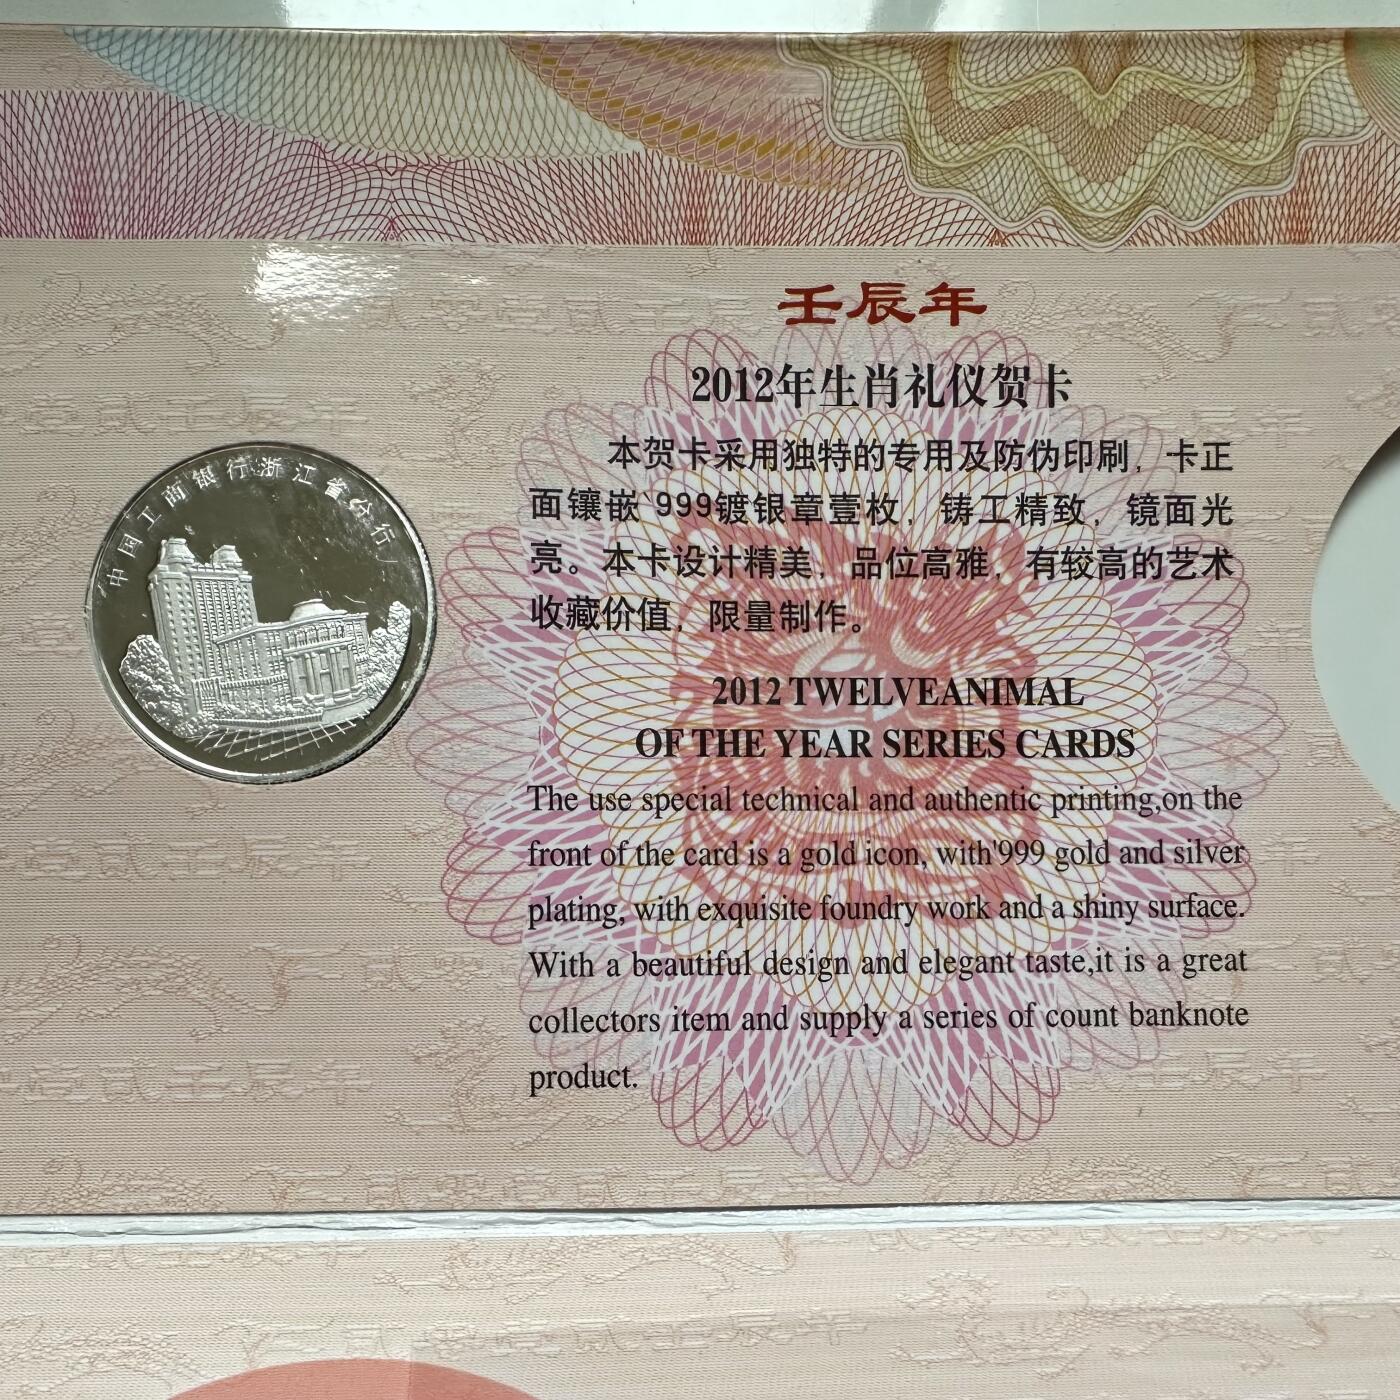 中国工商银行浙江省分行
壬辰年
2012年生肖礼仪贺卡
本贺卡采用独特的专用及防伪印刷，卡正
面镶嵌`999镀银章壹枚，铸工精致，镜面光
亮。本卡设计精美，品位高雅，有较高的艺术
收藏价值，限量制作。
2012 TWELVEANIMAL
OF THE YEAR SERIES CARDS
The use special technical and authentic printing,on the
front of the card is a gold icon, with'999 gold and silver
plating, with exquisite foundry work and a shiny surface.
With a beautiful design and elegant taste,it is a great
collectors item and supply a series of count banknote
product.